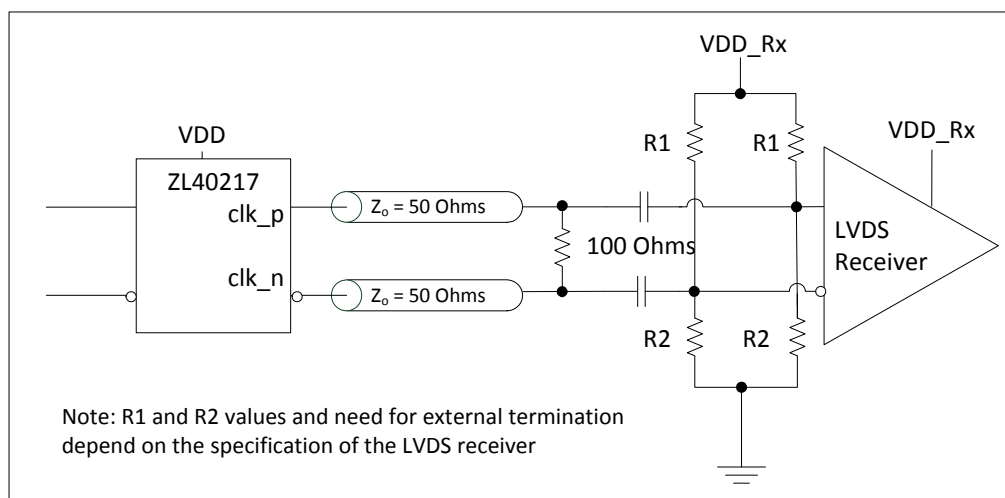 VDD_Rx
VDD
R1
R1
VDD_Rx
ZL40217
clk_p
Zo = 50 Ohms
100 Ohms
LVDS
Receiver
clk_n
Zo = 50 Ohms
R2
R2
Note: R1 and R2 values and need for external termination
depend on the specification of the LVDS receiver